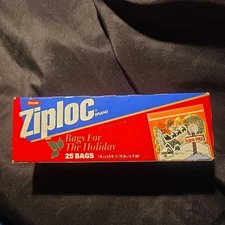 Ziploc
BRAND
Bags For
The Holiday
25 BAGS